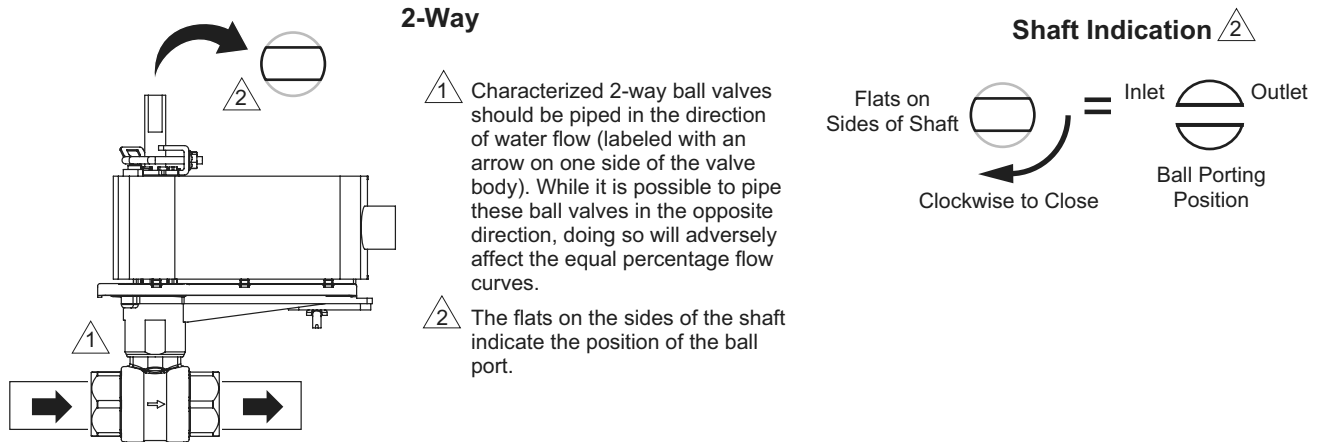 2-Way
2
1
1 Characterized 2-way ball valves
should be piped in the direction
of water flow (labeled with an
arrow on one side of the valve
body). While it is possible to pipe
these ball valves in the opposite
direction, doing so will adversely
affect the equal percentage flow
curves.
2 The flats on the sides of the shaft
indicate the position of the ball
port.
Shaft Indication 2
Flats on
Sides of Shaft
=
Inlet
Outlet
Clockwise to Close
Ball Porting
Position